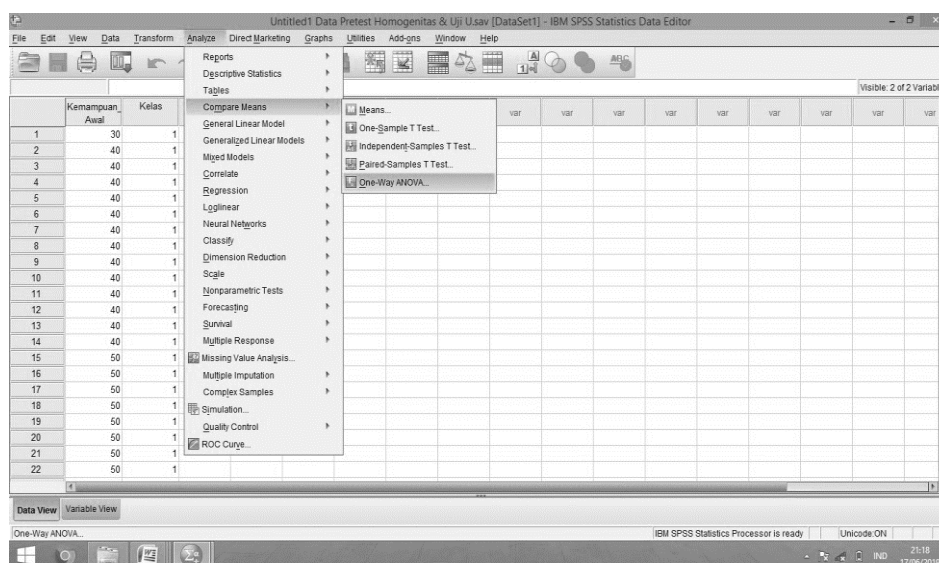 Untitled1 Data Pretest Homogenitas & Uji U.sav [DataSet1] - IBM SPSS Statistics Data Editor
File Edit View Data Transform Analyze Direct Marketing Graphs Utilities Add-ons Window Help
Visible: 2 of 2 Variabl
Kemampuan_Awal Kelas var var var var var var var
1 30 1
2 40 1
3 40 1
4 40 1
5 40 1
6 40 1
7 40 1
8 40 1
9 40 1
10 40 1
11 40 1
12 40 1
13 40 1
14 40 1
15 50 1
16 50 1
17 50 1
18 50 1
19 50 1
20 50 1
21 50 1
22 50 1
Reports
Descriptive Statistics
Tables
Compare Means
General Linear Model
Generalized Linear Models
Mixed Models
Correlate
Regression
Loglinear
Neural Networks
Classify
Dimension Reduction
Scale
Nonparametric Tests
Forecasting
Survival
Multiple Response
Missing Value Analysis...
Multiple Imputation
Complex Samples
Simulation...
Quality Control
ROC Curve...
Means...
One-Sample T Test...
Independent-Samples T Test...
Paired-Samples T Test...
One-Way ANOVA...
Data View Variable View
One-Way ANOVA... IBM SPSS Statistics Processor is ready Unicode:ON
IND 21:18